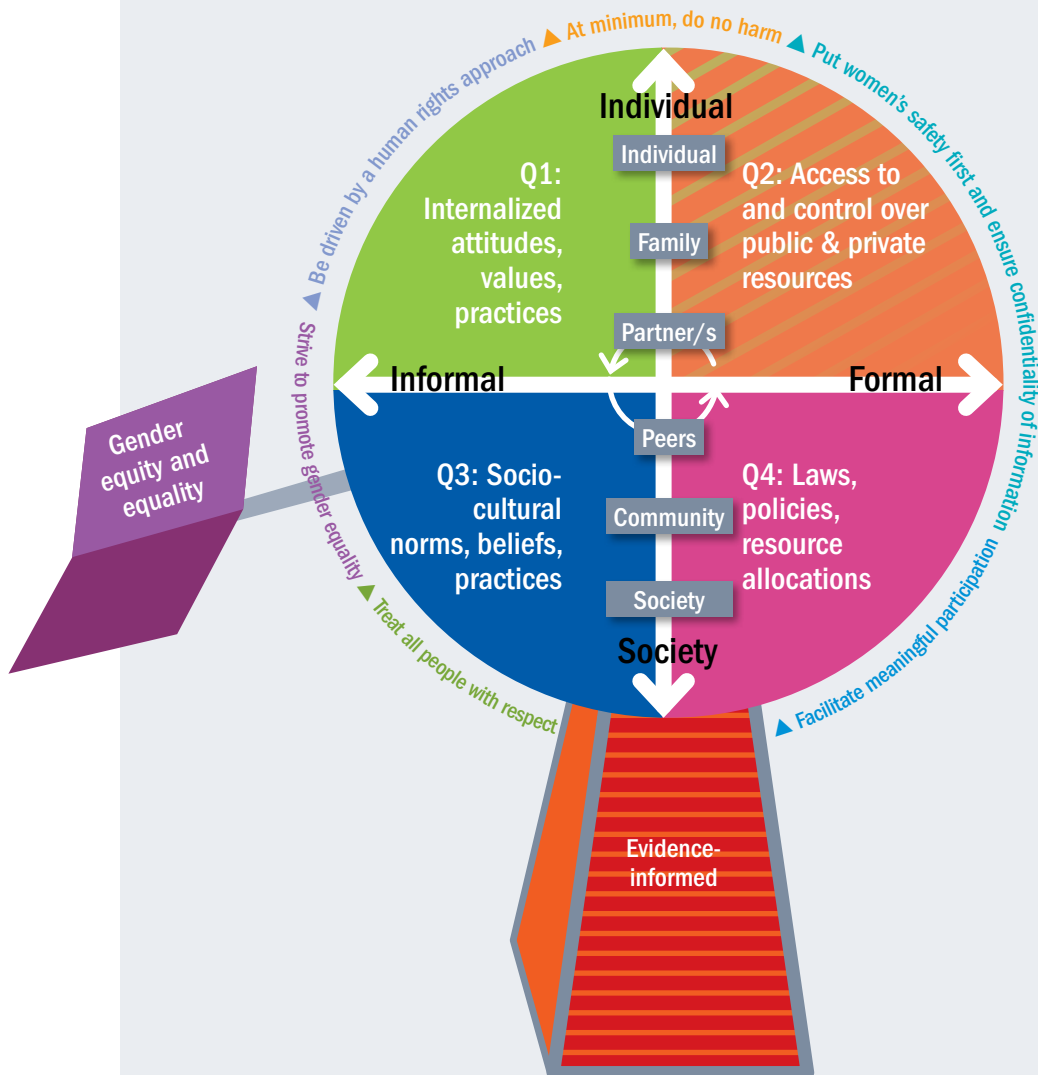 At minimum, do no harm
Put women's safety first and ensure confidentiality of information
Facilitate meaningful participation
Treat all people with respect
Strive to promote gender equality
Be driven by a human rights approach
Individual
Individual
Family
Partner/s
Q1:
Internalized
attitudes,
values,
practices
Q2: Access to
and control over
public & private
resources
Informal
Formal
Peers
Community
Society
Society
Q3: Socio-
cultural
norms, beliefs,
practices
Q4: Laws,
policies,
resource
allocations
Gender
equity and
equality
Evidence-
informed